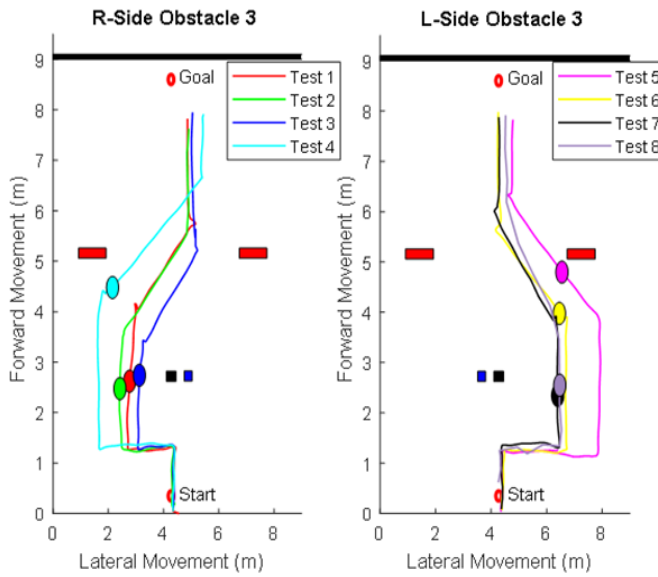 R-Side Obstacle 3
Goal
Test 1
Test 2
Test 3
Test 4
Start
9
8
7
6
5
4
3
2
1
0
0 2 4 6 8
Forward Movement (m)
Lateral Movement (m)
L-Side Obstacle 3
Goal
Test 5
Test 6
Test 7
Test 8
Start
9
8
7
6
5
4
3
2
1
0
0 2 4 6 8
Forward Movement (m)
Lateral Movement (m)